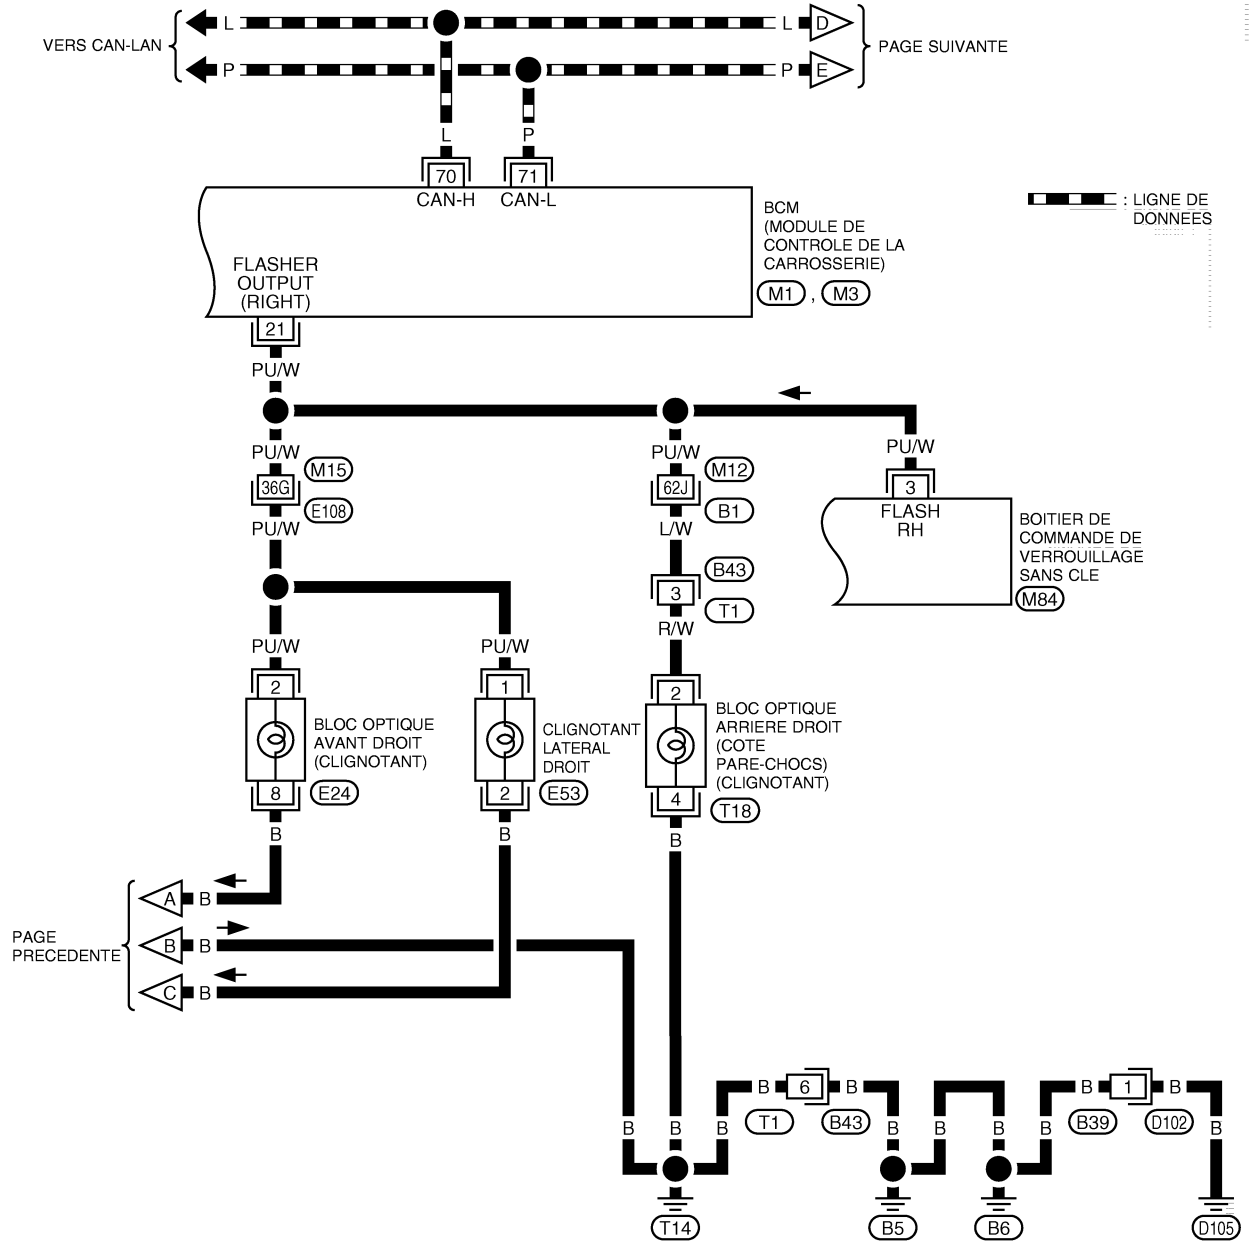 VERS CAN-LAN
L
L
D
P
P
E
PAGE SUIVANTE
L
P
70
71
CAN-H
CAN-L
: LIGNE DE
DONNEES
BCM
(MODULE DE
CONTROLE DE LA
CARROSSERIE)
M1 , M3
FLASHER
OUTPUT
(RIGHT)
21
PU/W
PU/W
PU/W
PU/W
M15
M12
36G
62J
E108
B1
PU/W
L/W
3
FLASH
RH
BOITIER DE
COMMANDE DE
VERROUILLAGE
SANS CLE
M84
B43
3
T1
R/W
PU/W
PU/W
2
1
2
BLOC OPTIQUE
AVANT DROIT
(CLIGNOTANT)
CLIGNOTANT
LATERAL
DROIT
BLOC OPTIQUE
ARRIERE DROIT
(COTE
PARE-CHOCS)
(CLIGNOTANT)
8
E24
2
E53
4
T18
B
B
B
PAGE
PRECEDENTE
A
B
B
B
C
B
B
6
B
B
1
B
T1
B43
B39
D102
B
B
B
B
B
B
B
B
T14
B5
B6
D105